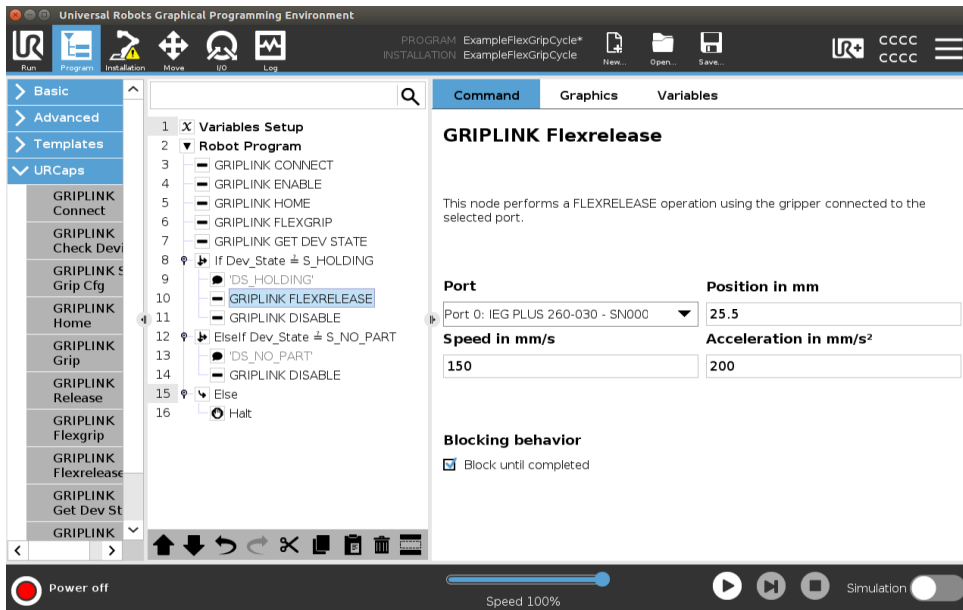 Universal Robots Graphical Programming Environment
UR
Run
Program
Installation
Move
I/O
Log
PROGRAM ExampleFlexGripCycle*
INSTALLATION ExampleFlexGripCycle
New...
Open...
Save...
UR+
CCCC
CCCC
Basic
Advanced
Templates
URCaps
GRIPLINK
Connect
GRIPLINK
Check Devi
GRIPLINK S
Grip Cfg
GRIPLINK
Home
GRIPLINK
Grip
GRIPLINK
Release
GRIPLINK
Flexgrip
GRIPLINK
Flexrelease
GRIPLINK
Get Dev St
GRIPLINK
1 X Variables Setup
2 Robot Program
3 GRIPLINK CONNECT
4 GRIPLINK ENABLE
5 GRIPLINK HOME
6 GRIPLINK FLEXGRIP
7 GRIPLINK GET DEV STATE
8 If Dev_State ≟ S_HOLDING
9 'DS_HOLDING'
10 GRIPLINK FLEXRELEASE
11 GRIPLINK DISABLE
12 ElseIf Dev_State ≟ S_NO_PART
13 'DS_NO_PART'
14 GRIPLINK DISABLE
15 Else
16 Halt
Command Graphics Variables
GRIPLINK Flexrelease
This node performs a FLEXRELEASE operation using the gripper connected to the
selected port.
Port Position in mm
Port 0: IEG PLUS 260-030 - SN000 25.5
Speed in mm/s Acceleration in mm/s²
150 200
Blocking behavior
Block until completed
Power off
Speed 100%
Simulation